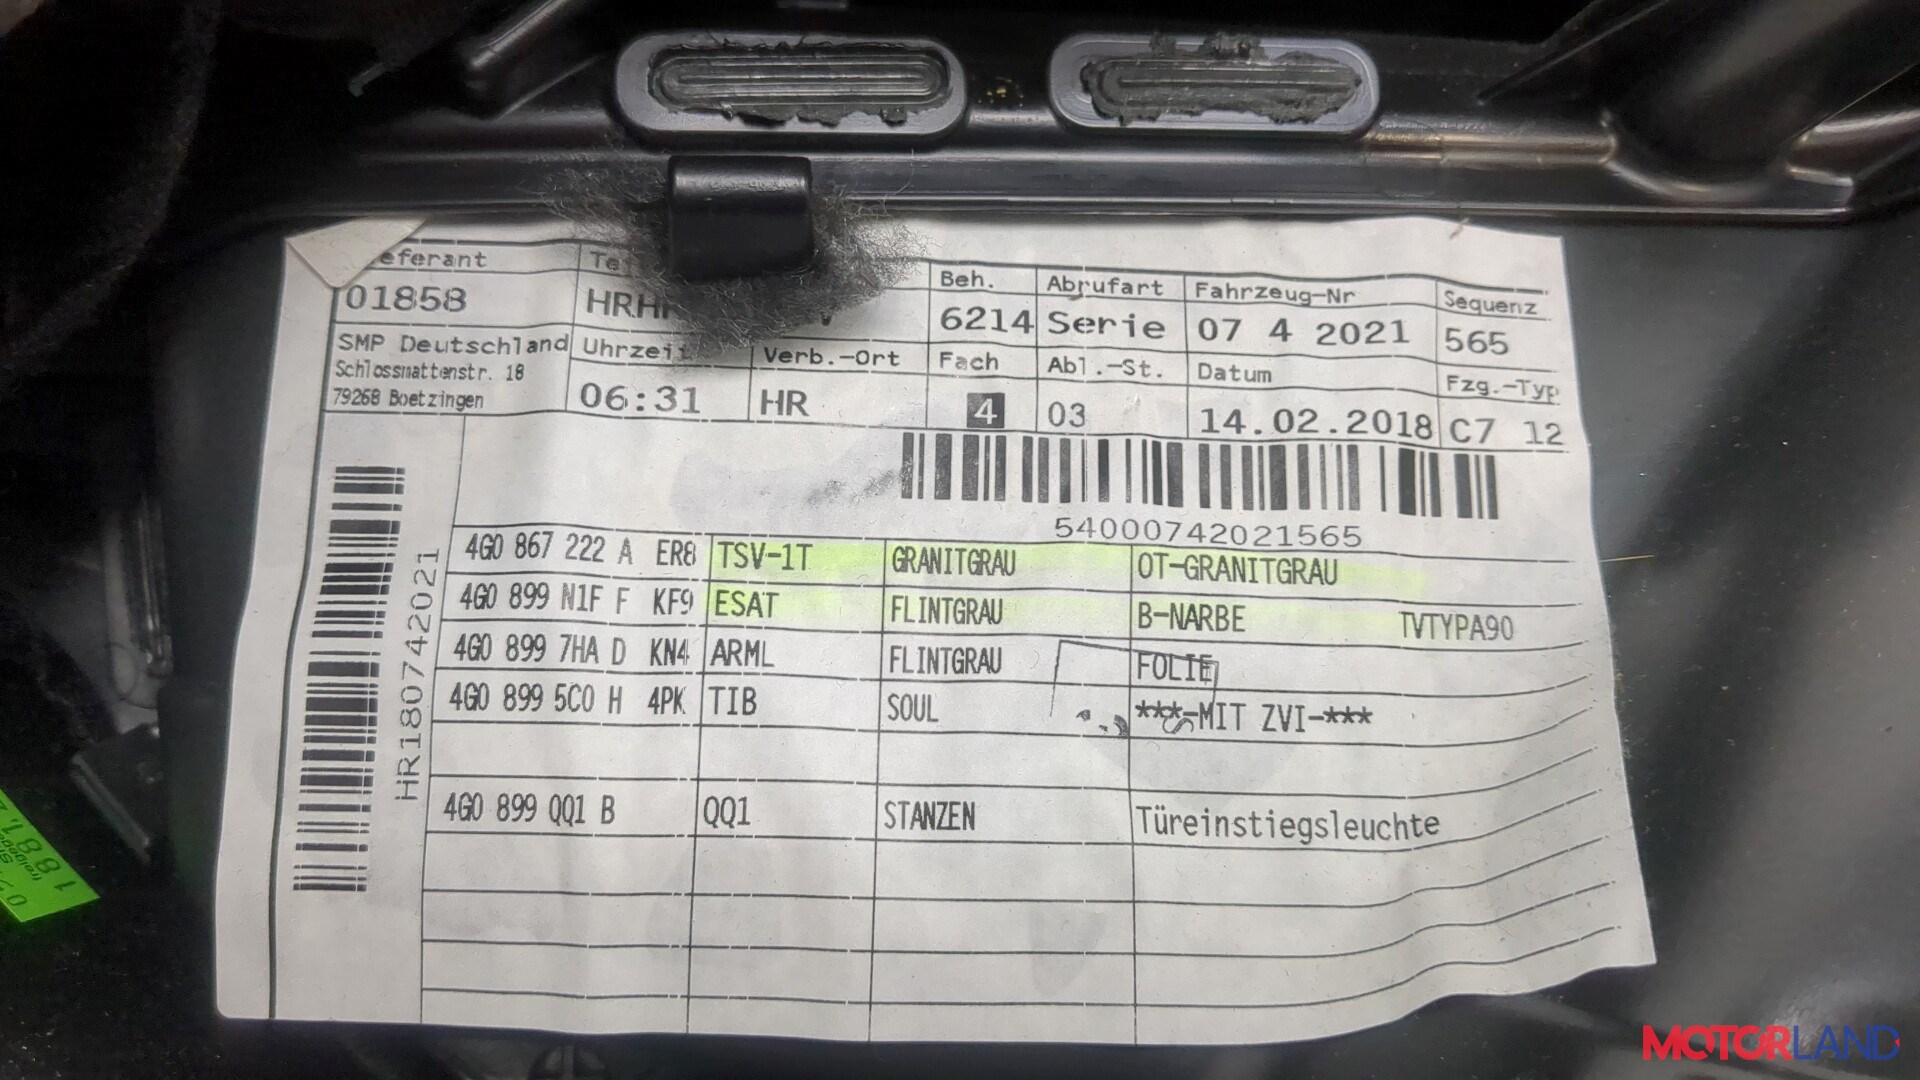 eferant
01858
SMP Deutschland
Schlossmattenstr. 18
79268 Boetzingen
Uhrzeit
06:31
Verb.-Ort
HR
Beh.
6214
Fach
4
Abrufart
Serie
Abl.-St.
03
Fahrzeug-Nr
07 4 2021
Datum
14.02.2018
Sequenz
565
Fzg.-Typ
C7 12
54000742021565
HR180742021
4G0 867 222 A ER8 TSV-1T GRANITGRAU OT-GRANITGRAU
4G0 899 N1F F KF9 ESAT FLINTGRAU B-NARBE TVTYPA90
4G0 899 7HA D KN4 ARML FLINTGRAU FOLIE
4G0 899 5C0 H 4PK TIB SOUL ***-MIT ZVI-***
4G0 899 QQ1 B QQ1 STANZEN Türeinstiegsleuchte
MOTORLAND